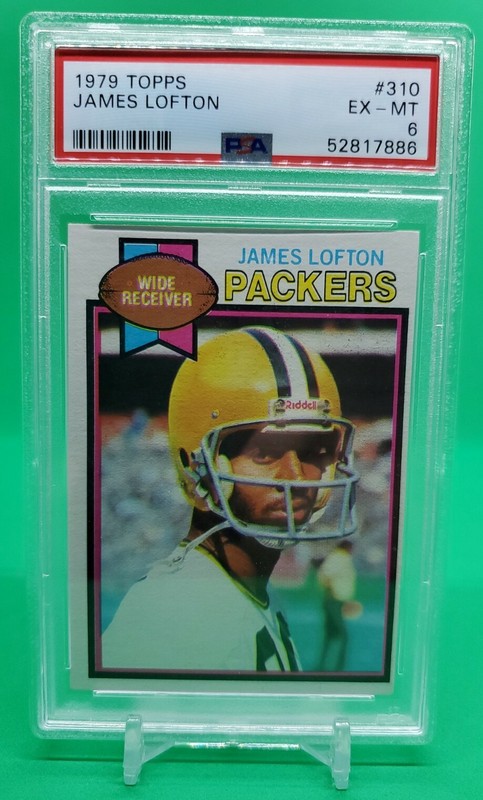 1979 TOPPS
JAMES LOFTON
#310
EX - MT
6
PSA
52817886
JAMES LOFTON
PACKERS
WIDE
RECEIVER
Riddell